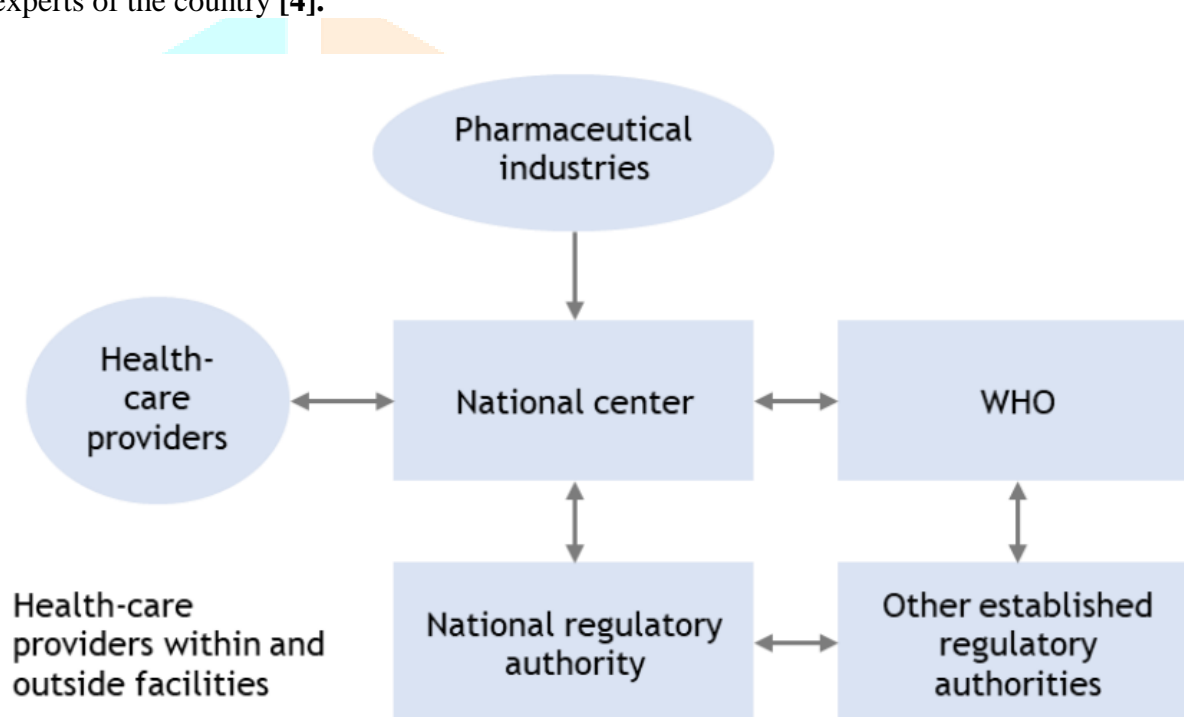 experts of the country [4].
Pharmaceutical
industries
Health-
care
providers
National center
WHO
Health-care
providers within and
outside facilities
National regulatory
authority
Other established
regulatory
authorities